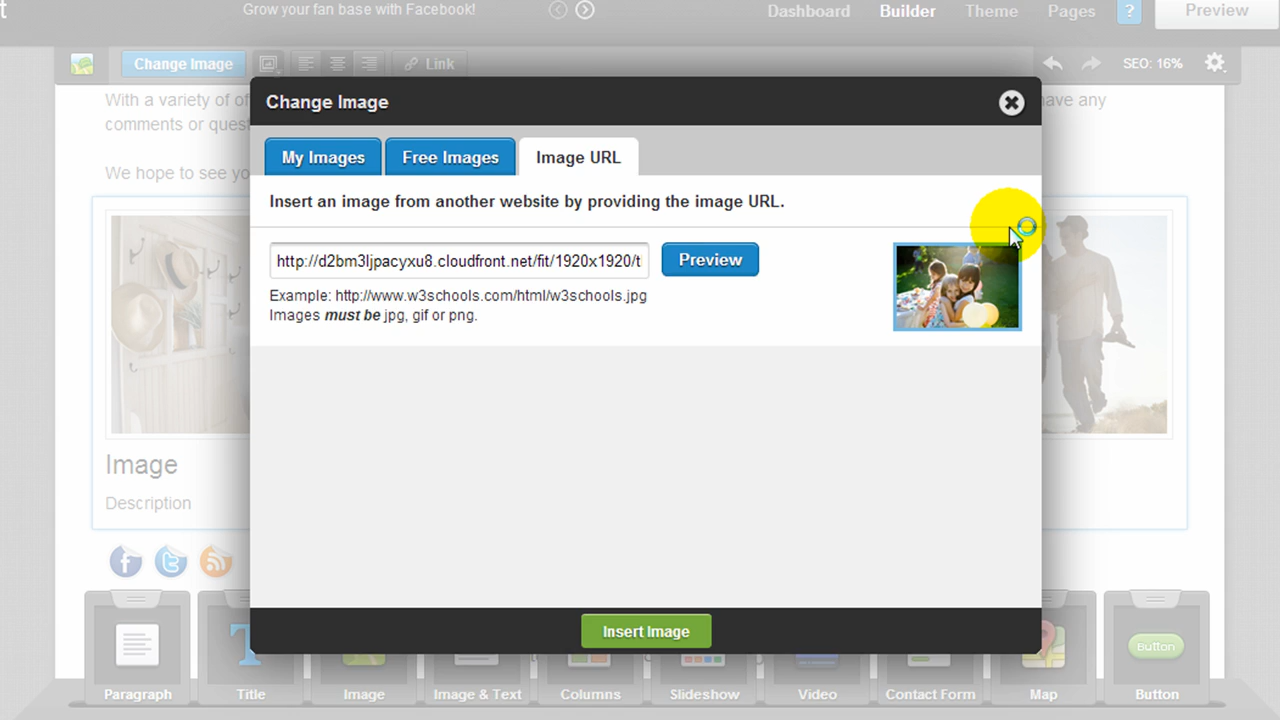 t
Grow your fan base with Facebook!
Dashboard
Builder
Theme
Pages
?
Preview
Change Image
Link
SEO: 16%
With a variety of of
have any
comments or ques
We hope to see yo
Change Image
My Images
Free Images
Image URL
Insert an image from another website by providing the image URL.
http://d2bm3ljpacyxu8.cloudfront.net/fit/1920x1920/t
Preview
Example: http://www.w3schools.com/html/w3schools.jpg
Images must be jpg, gif or png.
Image
Description
Insert Image
T
Button
Paragraph
Title
Image
Image & Text
Columns
Slideshow
Video
Contact Form
Map
Button